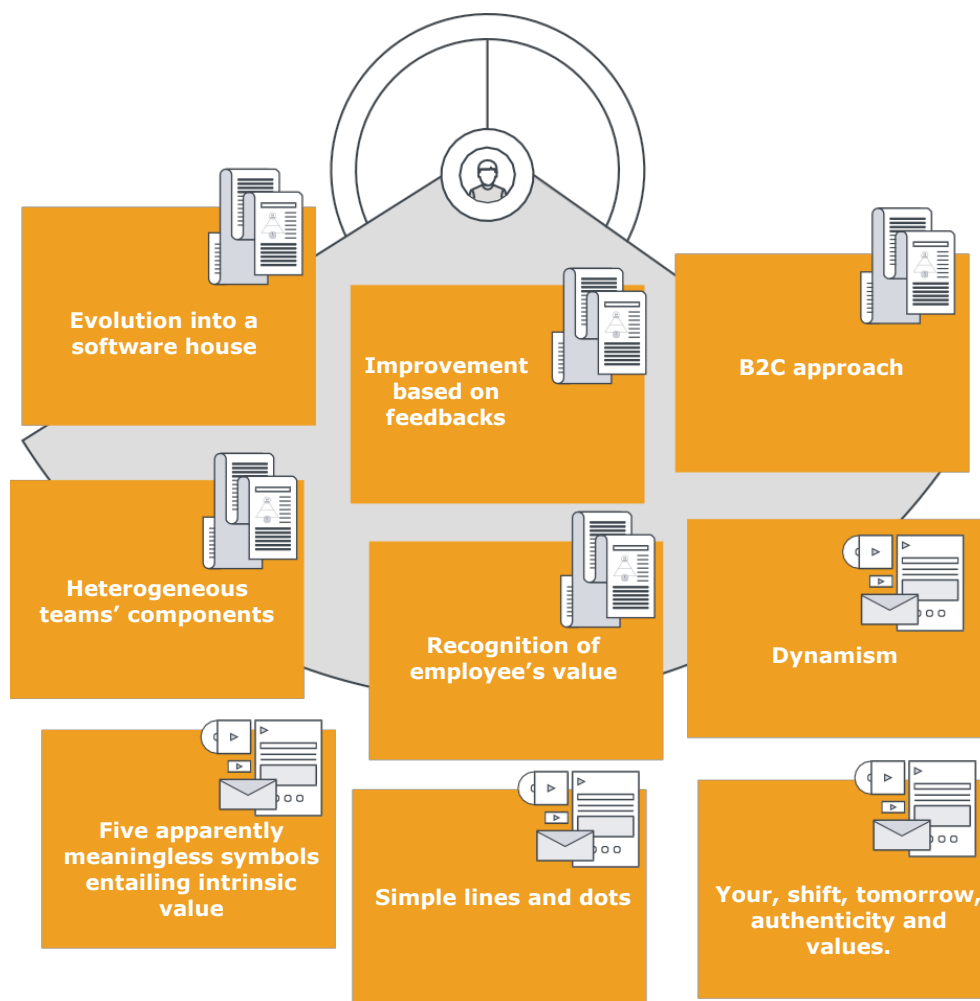 Evolution into a
software house
Improvement
based on
feedbacks
B2C approach
Heterogeneous
teams’ components
Recognition of
employee’s value
Dynamism
Five apparently
meaningless symbols
entailing intrinsic
value
Simple lines and dots
Your, shift, tomorrow,
authenticity and
values.